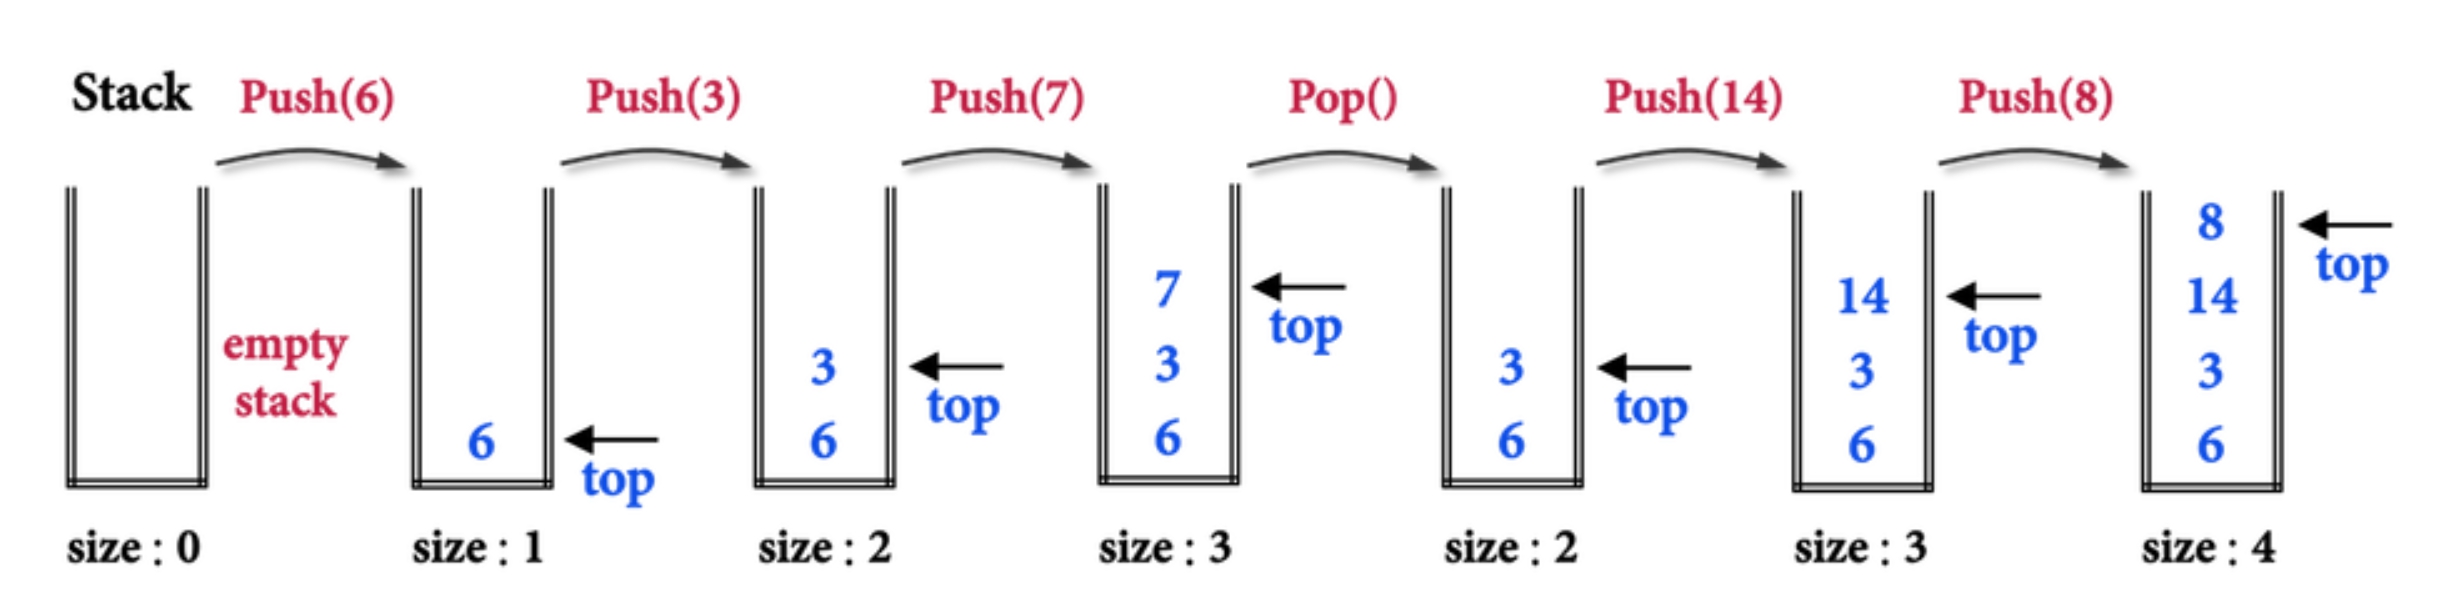 Stack
Push(6)
Push(3)
Push(7)
Pop()
Push(14)
Push(8)
empty
stack
6
top
3
6
top
7
3
6
top
3
6
top
14
3
6
top
8
14
3
6
top
size : 0
size : 1
size : 2
size : 3
size : 2
size : 3
size : 4